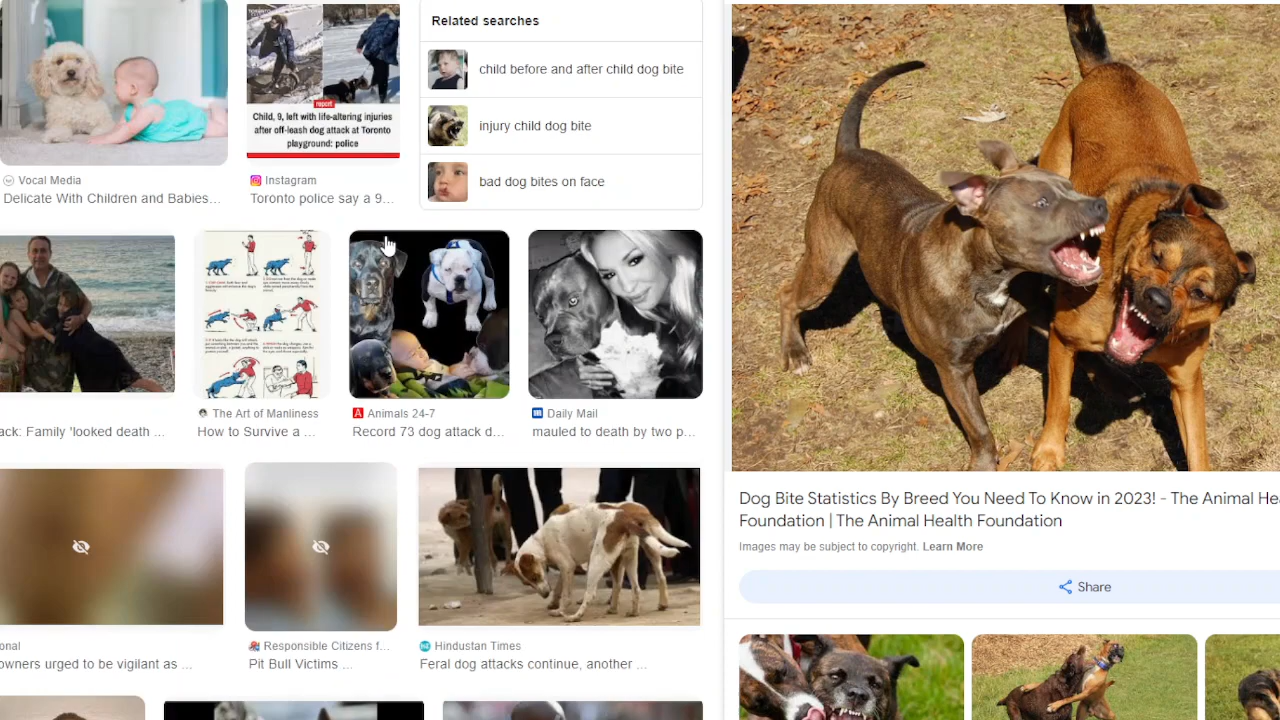 Related searches
child before and after child dog bite
injury child dog bite
bad dog bites on face
report
Child, 9, left with life-altering injuries
after off-leash dog attack at Toronto
playground: police
Vocal Media
Delicate With Children and Babies...
Instagram
Toronto police say a 9...
ack: Family 'looked death ...
The Art of Manliness
How to Survive a ...
Animals 24-7
Record 73 dog attack d...
Daily Mail
mauled to death by two p...
onal
owners urged to be vigilant as ...
Responsible Citizens f...
Pit Bull Victims ...
Hindustan Times
Feral dog attacks continue, another ...
Dog Bite Statistics By Breed You Need To Know in 2023! - The Animal Hea
Foundation | The Animal Health Foundation
Images may be subject to copyright. Learn More
Share